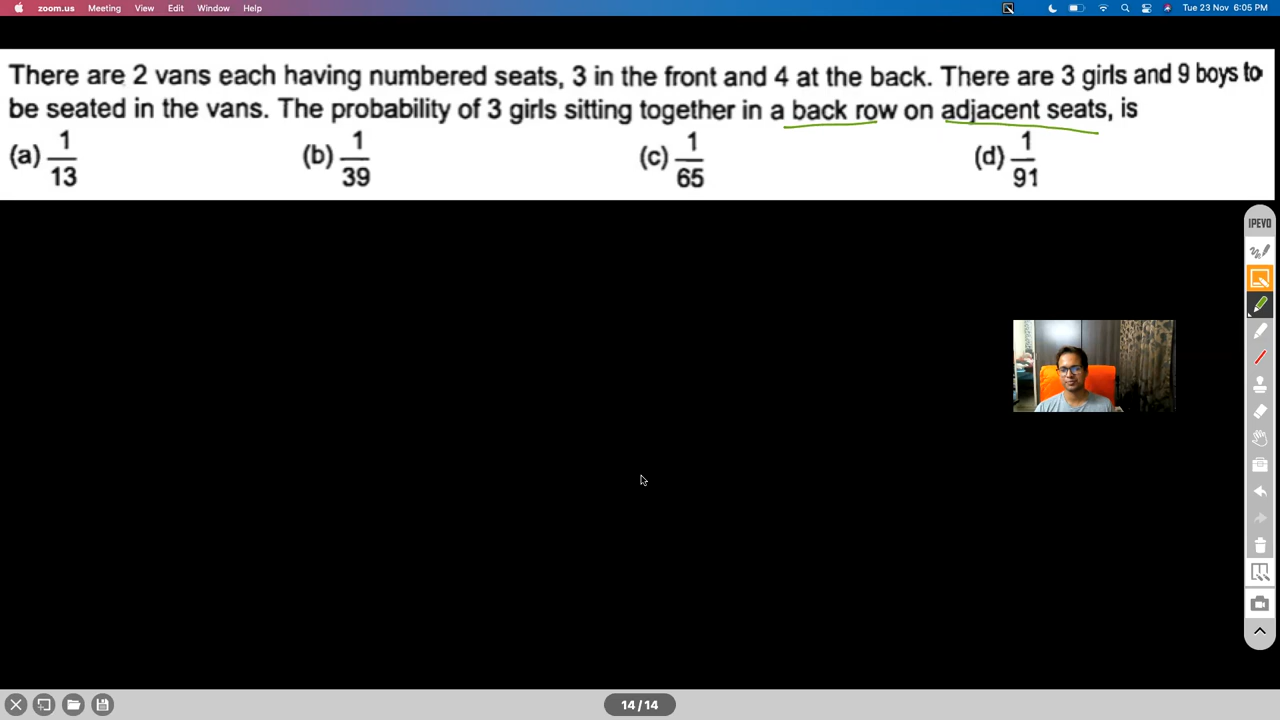 zoom.us Meeting View Edit Window Help Tue 23 Nov 6:05 PM
There are 2 vans each having numbered seats, 3 in the front and 4 at the back. There are 3 girls and 9 boys to
be seated in the vans. The probability of 3 girls sitting together in a back row on adjacent seats, is
(a) 1/13 (b) 1/39 (c) 1/65 (d) 1/91
IPEVO
14 / 14